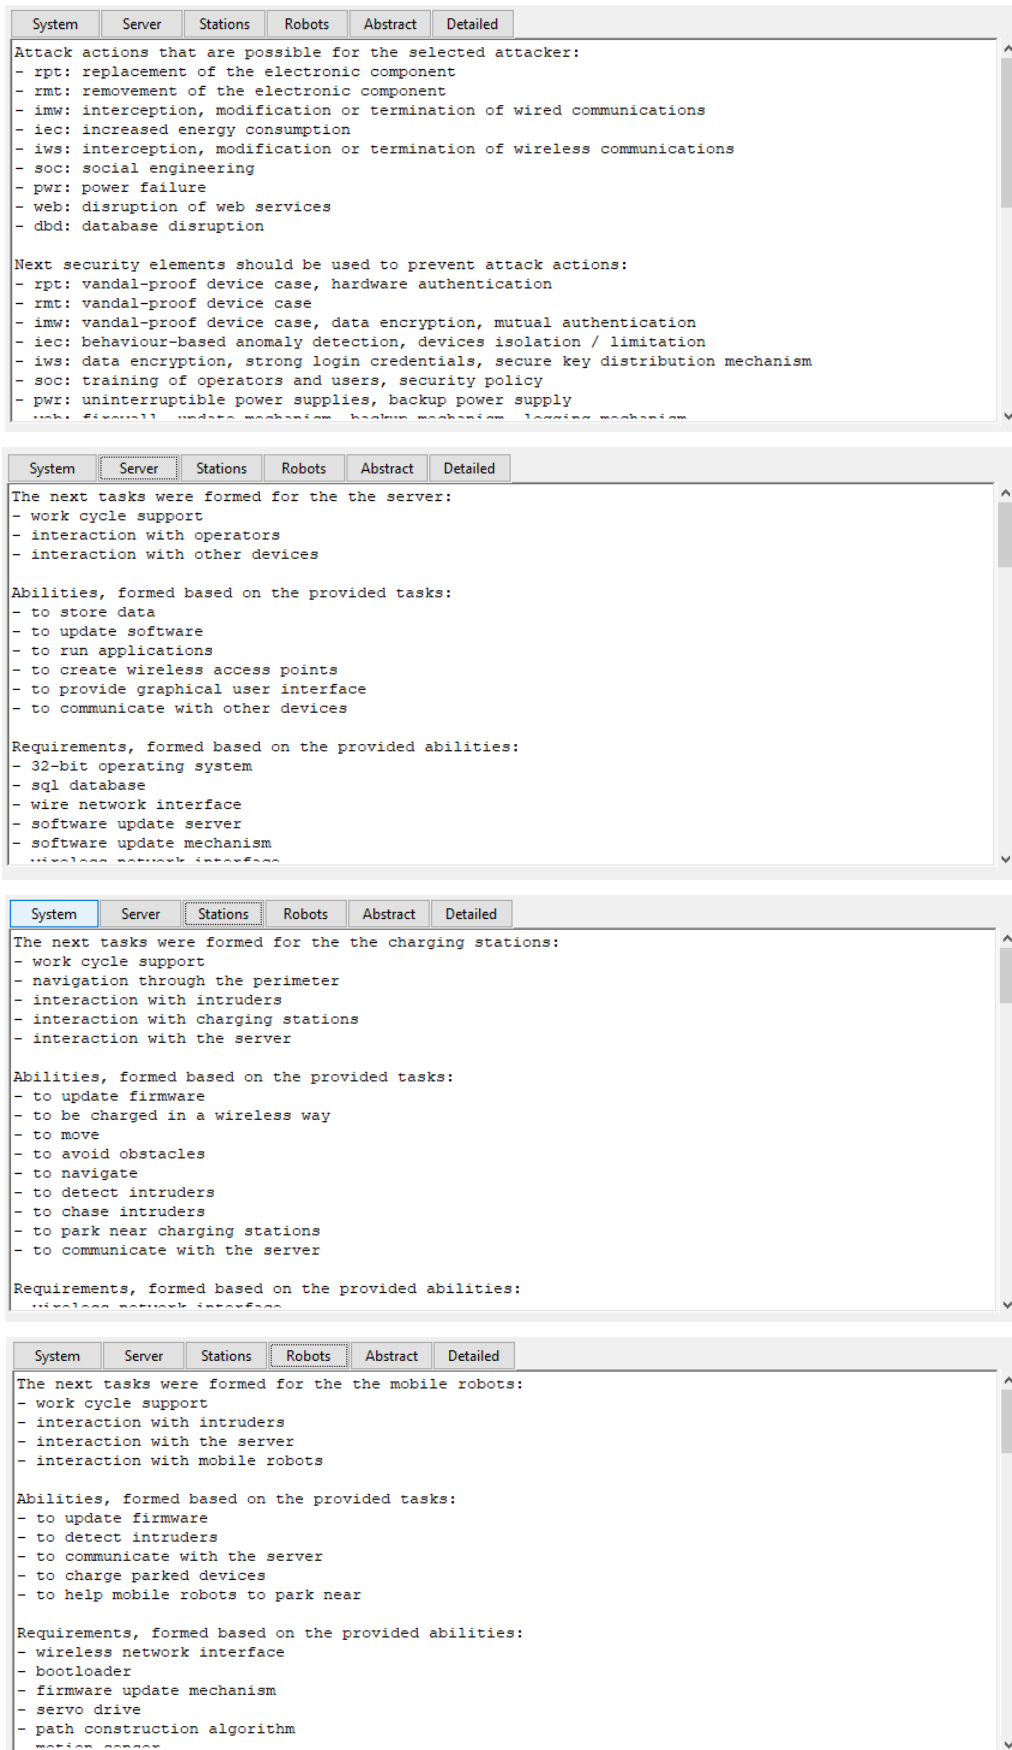 System Server Stations Robots Abstract Detailed
Attack actions that are possible for the selected attacker:
- rpt: replacement of the electronic component
- rmt: removement of the electronic component
- imw: interception, modification or termination of wired communications
- iec: increased energy consumption
- iws: interception, modification or termination of wireless communications
- soc: social engineering
- pwr: power failure
- web: disruption of web services
- dbd: database disruption
Next security elements should be used to prevent attack actions:
- rpt: vandal-proof device case, hardware authentication
- rmt: vandal-proof device case
- imw: vandal-proof device case, data encryption, mutual authentication
- iec: behaviour-based anomaly detection, devices isolation / limitation
- iws: data encryption, strong login credentials, secure key distribution mechanism
- soc: training of operators and users, security policy
- pwr: uninterruptible power supplies, backup power supply
- web: firewall, update mechanism, backup mechanism, logging mechanism
System Server Stations Robots Abstract Detailed
The next tasks were formed for the the server:
- work cycle support
- interaction with operators
- interaction with other devices
Abilities, formed based on the provided tasks:
- to store data
- to update software
- to run applications
- to create wireless access points
- to provide graphical user interface
- to communicate with other devices
Requirements, formed based on the provided abilities:
- 32-bit operating system
- sql database
- wire network interface
- software update server
- software update mechanism
- wireless network interface
System Server Stations Robots Abstract Detailed
The next tasks were formed for the the charging stations:
- work cycle support
- navigation through the perimeter
- interaction with intruders
- interaction with charging stations
- interaction with the server
Abilities, formed based on the provided tasks:
- to update firmware
- to be charged in a wireless way
- to move
- to avoid obstacles
- to navigate
- to detect intruders
- to chase intruders
- to park near charging stations
- to communicate with the server
Requirements, formed based on the provided abilities:
- wireless network interface
System Server Stations Robots Abstract Detailed
The next tasks were formed for the the mobile robots:
- work cycle support
- interaction with intruders
- interaction with the server
- interaction with mobile robots
Abilities, formed based on the provided tasks:
- to update firmware
- to detect intruders
- to communicate with the server
- to charge parked devices
- to help mobile robots to park near
Requirements, formed based on the provided abilities:
- wireless network interface
- bootloader
- firmware update mechanism
- servo drive
- path construction algorithm
- motion sensor